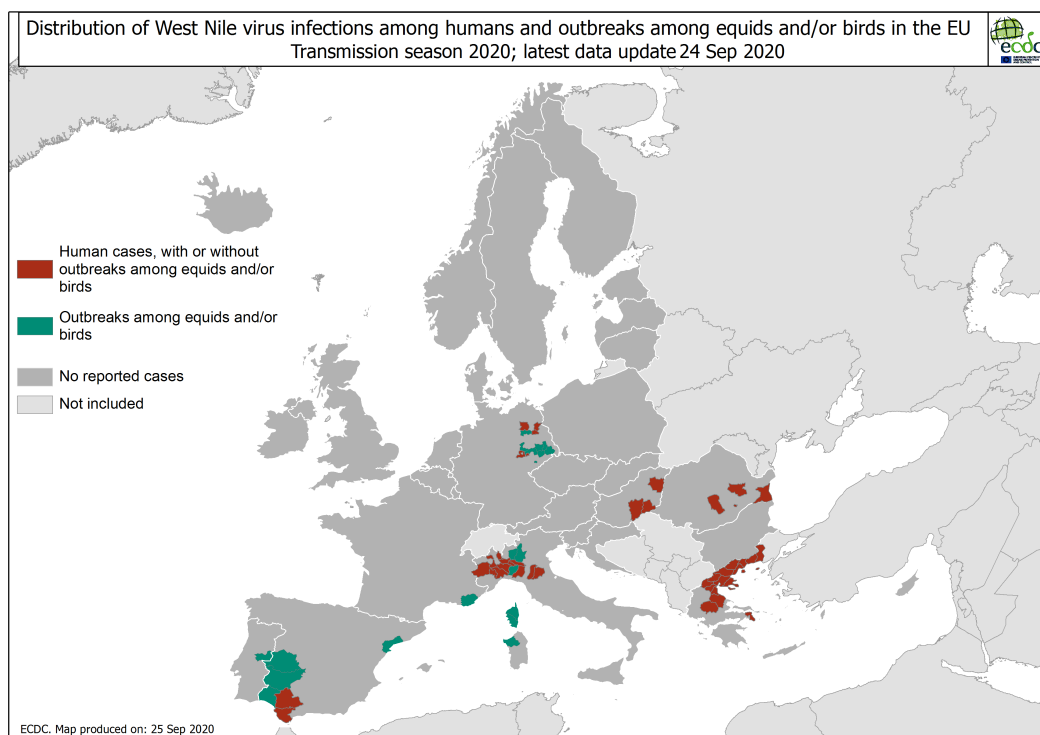 Distribution of West Nile virus infections among humans and outbreaks among equids and/or birds in the EU
Transmission season 2020; latest data update 24 Sep 2020
ecdc
Human cases, with or without
outbreaks among equids and/or
birds
Outbreaks among equids and/or
birds
No reported cases
Not included
ECDC. Map produced on: 25 Sep 2020